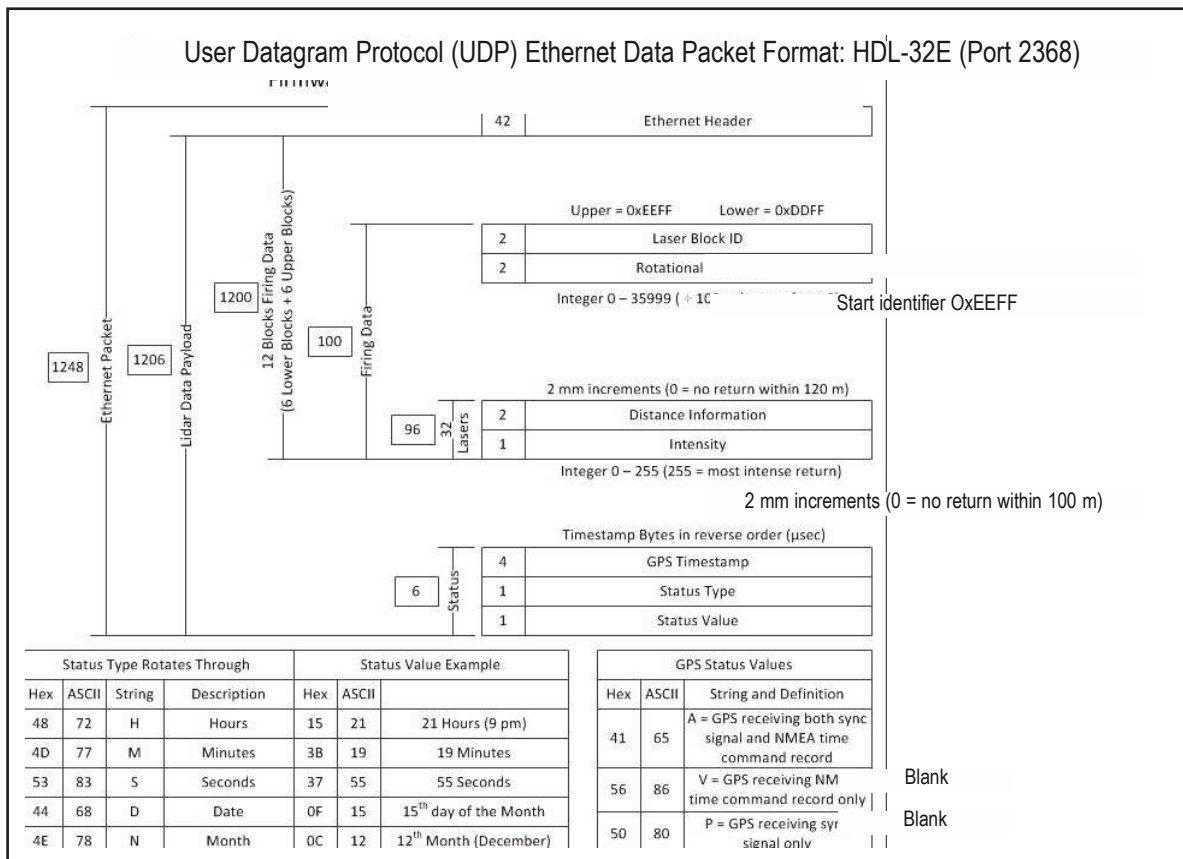 User Datagram Protocol (UDP) Ethernet Data Packet Format: HDL-32E (Port 2368)
42 Ethernet Header
Upper = 0xEEFF Lower = 0xDDFF
2 Laser Block ID
2 Rotational
Integer 0 – 35999 ( ÷
Start identifier OxEEFF
1248
Ethernet Packet
1206
Lidar Data Payload
1200
12 Blocks Firing Data
(6 Lower Blocks + 6 Upper Blocks)
100
Firing Data
2 mm increments (0 = no return within 120 m)
96
32
Lasers
2 Distance Information
1 Intensity
Integer 0 – 255 (255 = most intense return)
2 mm increments (0 = no return within 100 m)
Timestamp Bytes in reverse order (µsec)
6
Status
4 GPS Timestamp
1 Status Type
1 Status Value
Status Type Rotates Through Status Value Example
Hex ASCII String Description Hex ASCII
48 72 H Hours 15 21 21 Hours (9 pm)
4D 77 M Minutes 3B 19 19 Minutes
53 83 S Seconds 37 55 55 Seconds
44 68 D Date 0F 15 15th day of the Month
4E 78 N Month 0C 12 12th Month (December)
GPS Status Values
Hex ASCII String and Definition
41 65 A = GPS receiving both sync
signal and NMEA time
command record
56 86 V = GPS receiving NM
time command record only
Blank
50 80 P = GPS receiving
signal only
Blank